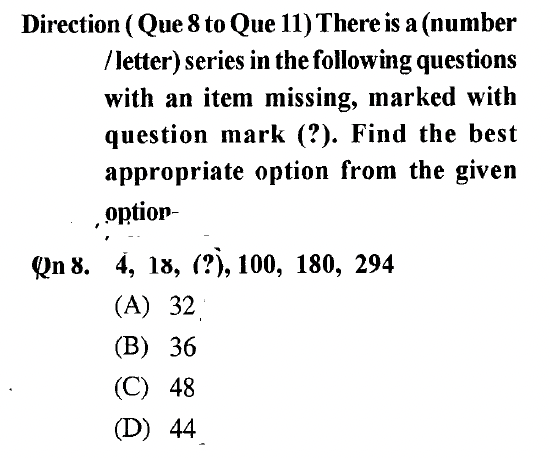 Direction ( Que 8 to Que 11) There is a (number
/letter) series in the following questions
with an item missing, marked with
question mark (?). Find the best
appropriate option from the given
option-
Qn 8. 4, 18, (?), 100, 180, 294
(A) 32
(B) 36
(C) 48
(D) 44